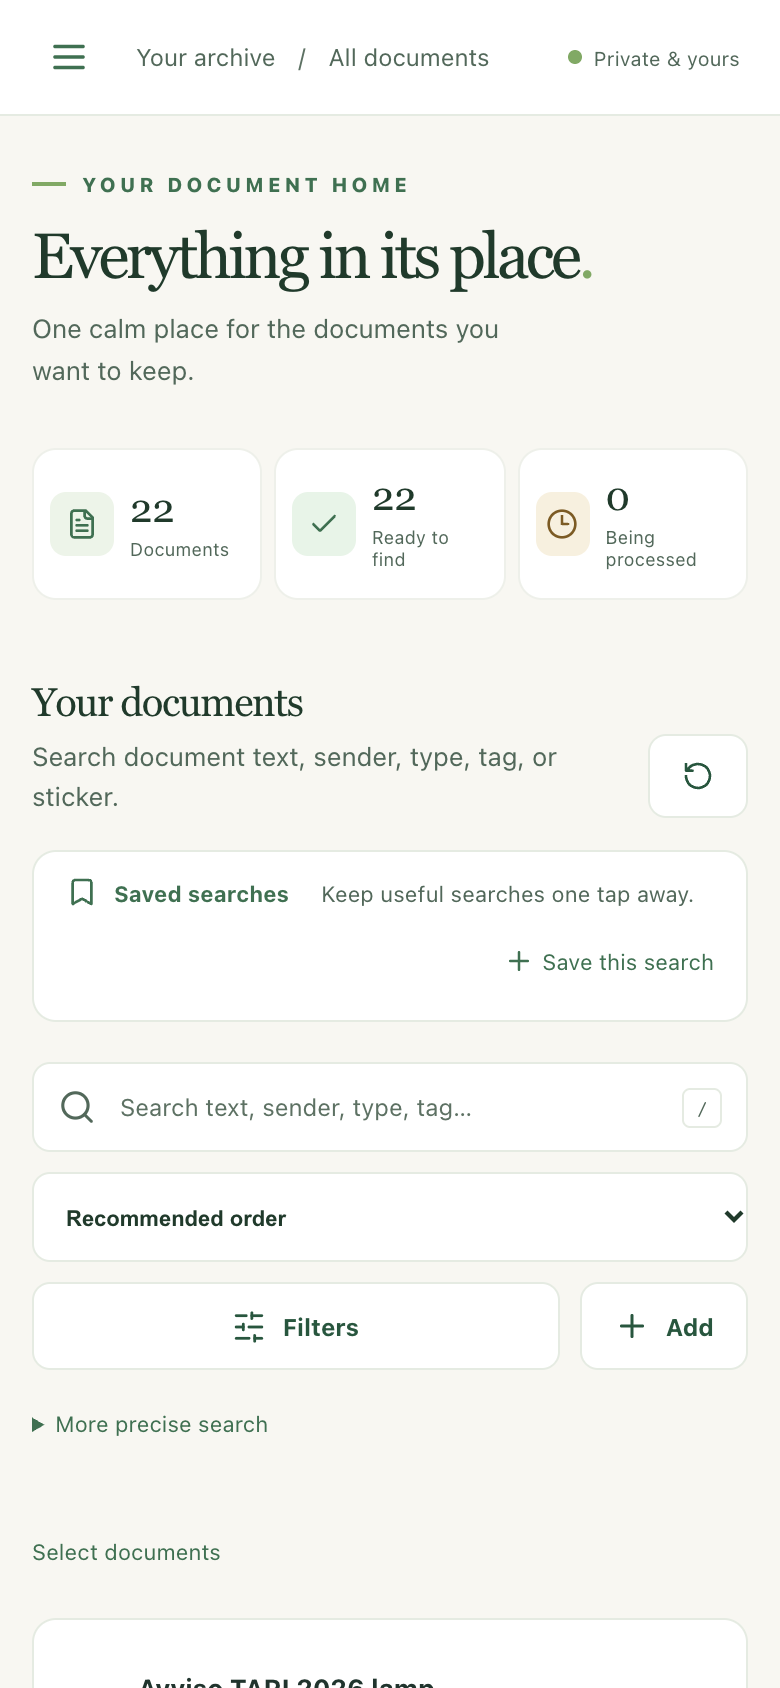 Your archive / All documents
Private & yours
YOUR DOCUMENT HOME
Everything in its place.
One calm place for the documents you
want to keep.
22
Documents
22
Ready to
find
0
Being
processed
Your documents
Search document text, sender, type, tag, or
sticker.
Saved searches Keep useful searches one tap away.
+ Save this search
Search text, sender, type, tag...
/
Recommended order
Filters
+ Add
More precise search
Select documents
Avviso TARI 2026